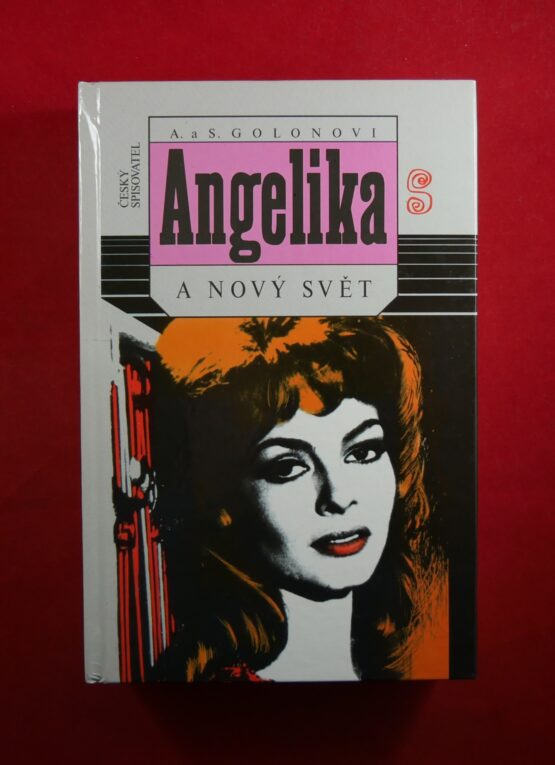 A. a S. GOLONOVI
ČESKÝ
SPISOVATEL
Angelika
S
A NOVÝ SVĚT